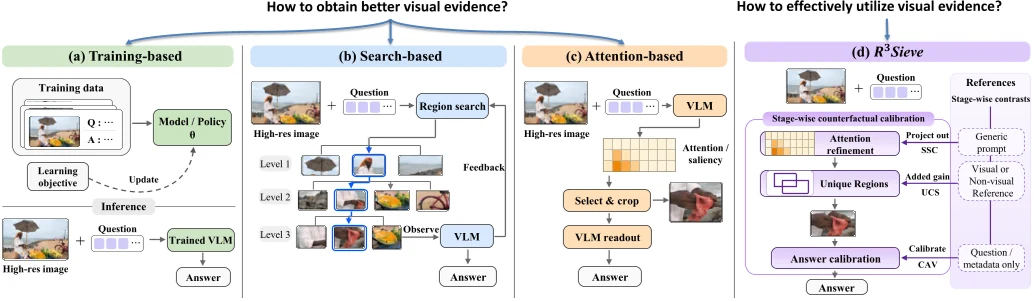 How to obtain better visual evidence?
How to effectively utilize visual evidence?
(a) Training-based
Training data
Q : ···
A : ···
Model / Policy
θ
Learning
objective
Update
Inference
High-res image
+
Question
···
Trained VLM
Answer
(b) Search-based
High-res image
+
Question
···
Region search
Level 1
Level 2
Level 3
Feedback
Observe
VLM
Answer
(c) Attention-based
High-res image
+
Question
···
VLM
Attention /
saliency
Select & crop
VLM readout
Answer
(d) R³Sieve
+
Question
···
References
Stage-wise contrasts
Stage-wise counterfactual calibration
Attention
refinement
Project out
SSC
Generic
prompt
Unique Regions
Added gain
UCS
Visual or
Non-visual
Reference
Answer calibration
Calibrate
CAV
Question /
metadata only
Answer